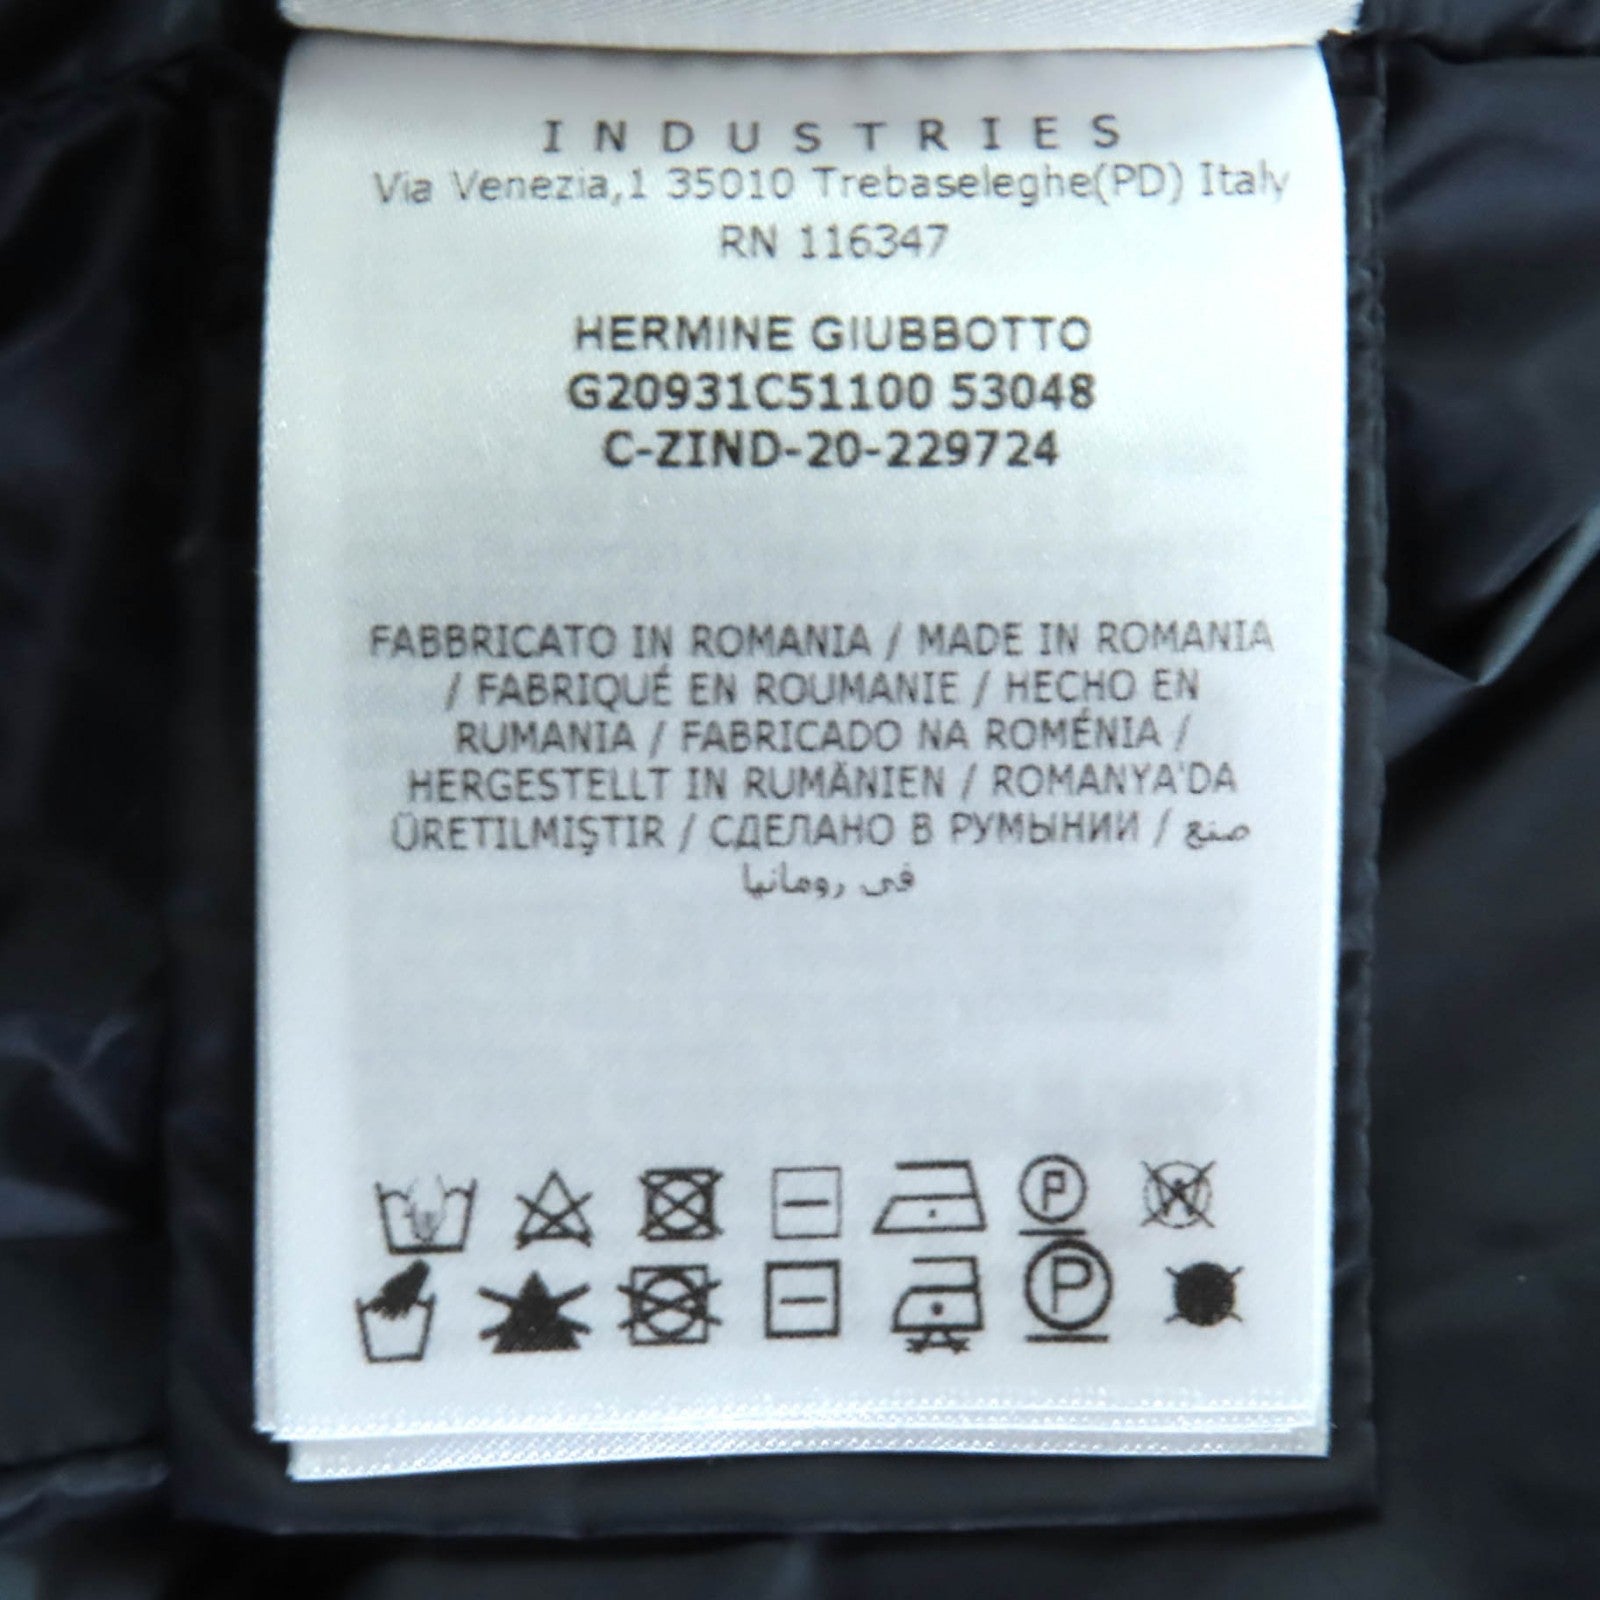 INDUSTRIES
Via Venezia,1 35010 Trebaseleghe(PD) Italy
RN 116347
HERMINE GIUBBOTTO
G20931C51100 53048
C-ZIND-20-229724
FABBRICATO IN ROMANIA / MADE IN ROMANIA
/ FABRIQUÉ EN ROUMANIE / HECHO EN
RUMANIA / FABRICADO NA ROMÉNIA /
HERGESTELLT IN RUMÄNIEN / ROMANYA'DA
ÜRETILMIŞTIR / СДЕЛАНО В РУМЫНИИ / صنع
في رومانيا
P W
P